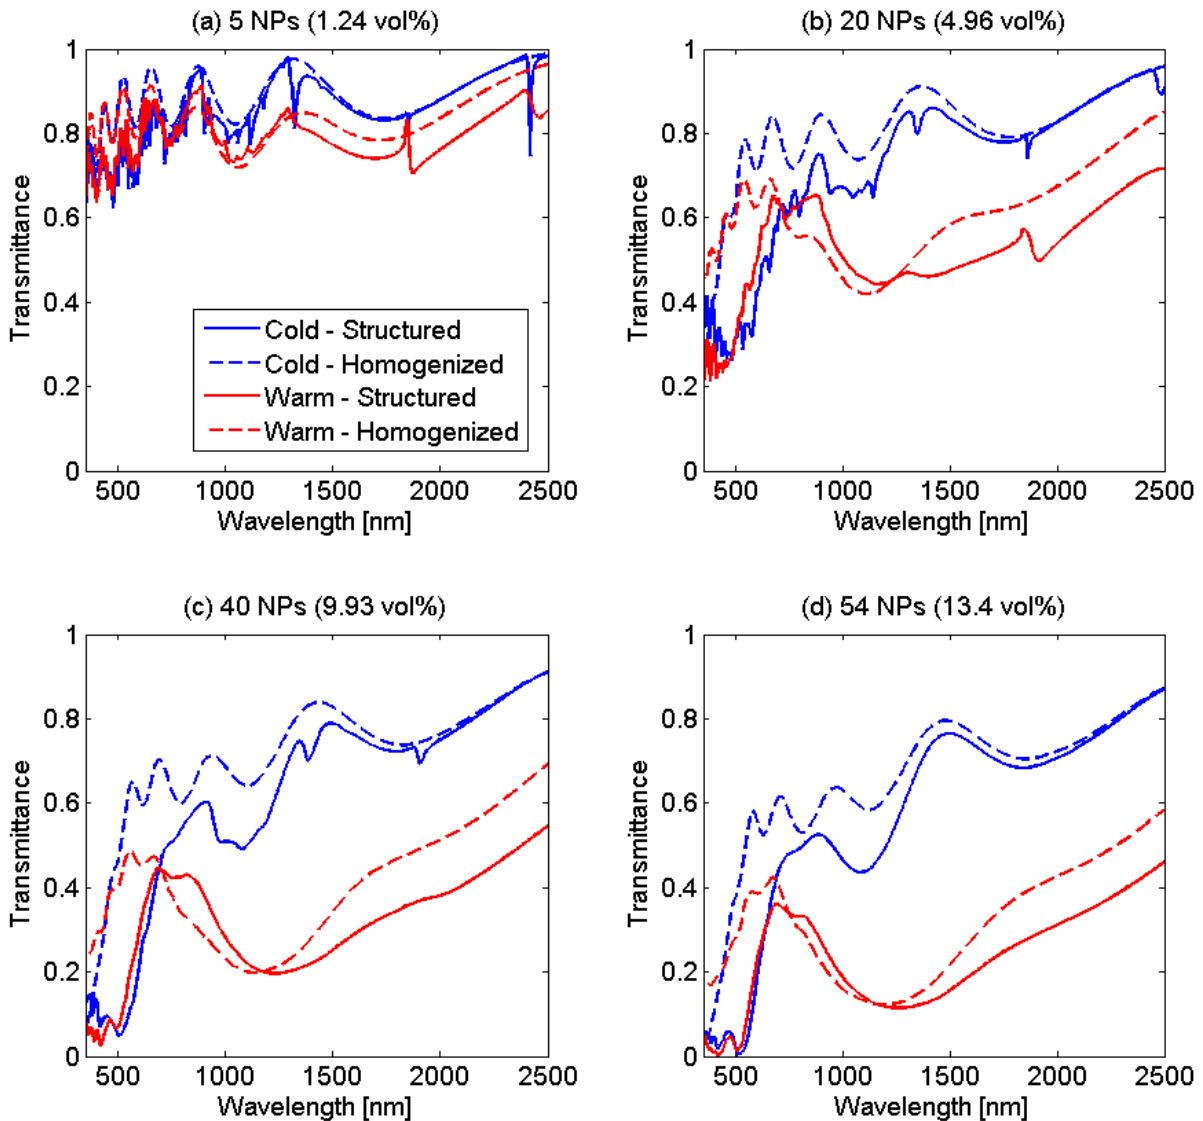 (a) 5 NPs (1.24 vol%)
1
0.8
0.6
0.4
0.2
0
Transmittance
Cold - Structured
Cold - Homogenized
Warm - Structured
Warm - Homogenized
500 1000 1500 2000 2500
Wavelength [nm]
(b) 20 NPs (4.96 vol%)
1
0.8
0.6
0.4
0.2
0
Transmittance
500 1000 1500 2000 2500
Wavelength [nm]
(c) 40 NPs (9.93 vol%)
1
0.8
0.6
0.4
0.2
0
Transmittance
500 1000 1500 2000 2500
Wavelength [nm]
(d) 54 NPs (13.4 vol%)
1
0.8
0.6
0.4
0.2
0
Transmittance
500 1000 1500 2000 2500
Wavelength [nm]